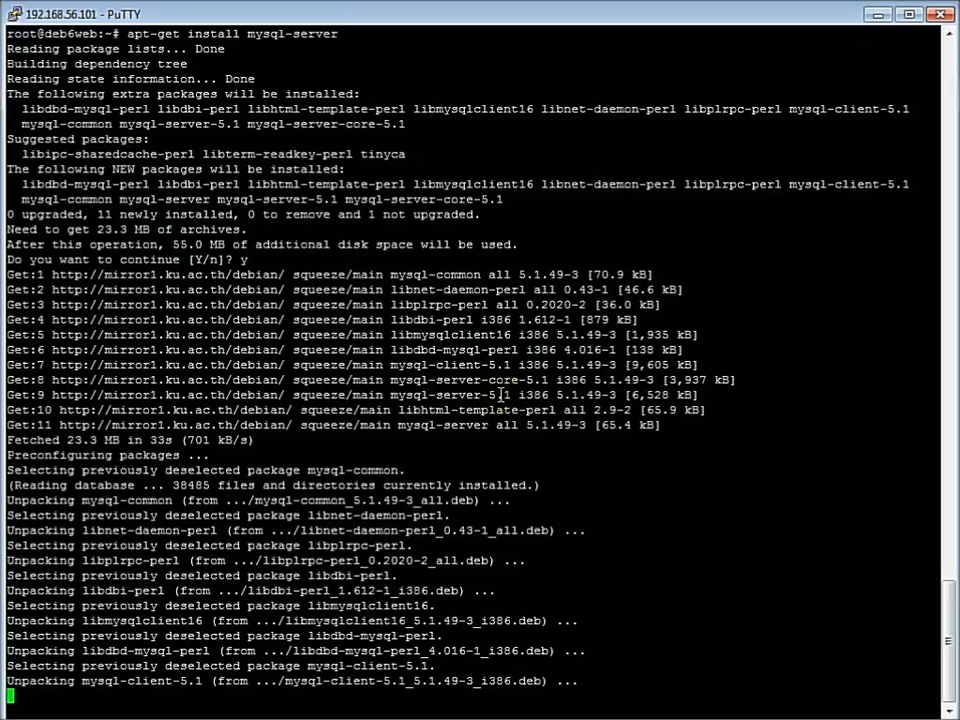 192.168.56.101 - PuTTY
root@deb6web:~# apt-get install mysql-server
Reading package lists... Done
Building dependency tree
Reading state information... Done
The following extra packages will be installed:
  libdbd-mysql-perl libdbi-perl libhtml-template-perl libmysqlclient16 libnet-daemon-perl libplrpc-perl mysql-client-5.1
  mysql-common mysql-server-5.1 mysql-server-core-5.1
Suggested packages:
  libipc-sharedcache-perl libterm-readkey-perl tinyca
The following NEW packages will be installed:
  libdbd-mysql-perl libdbi-perl libhtml-template-perl libmysqlclient16 libnet-daemon-perl libplrpc-perl mysql-client-5.1
  mysql-common mysql-server mysql-server-5.1 mysql-server-core-5.1
0 upgraded, 11 newly installed, 0 to remove and 1 not upgraded.
Need to get 23.3 MB of archives.
After this operation, 55.0 MB of additional disk space will be used.
Do you want to continue [Y/n]? y
Get:1 http://mirror1.ku.ac.th/debian/ squeeze/main mysql-common all 5.1.49-3 [70.9 kB]
Get:2 http://mirror1.ku.ac.th/debian/ squeeze/main libnet-daemon-perl all 0.43-1 [46.6 kB]
Get:3 http://mirror1.ku.ac.th/debian/ squeeze/main libplrpc-perl all 0.2020-2 [36.0 kB]
Get:4 http://mirror1.ku.ac.th/debian/ squeeze/main libdbi-perl i386 1.612-1 [879 kB]
Get:5 http://mirror1.ku.ac.th/debian/ squeeze/main libmysqlclient16 i386 5.1.49-3 [1,935 kB]
Get:6 http://mirror1.ku.ac.th/debian/ squeeze/main libdbd-mysql-perl i386 4.016-1 [138 kB]
Get:7 http://mirror1.ku.ac.th/debian/ squeeze/main mysql-client-5.1 i386 5.1.49-3 [9,605 kB]
Get:8 http://mirror1.ku.ac.th/debian/ squeeze/main mysql-server-core-5.1 i386 5.1.49-3 [3,937 kB]
Get:9 http://mirror1.ku.ac.th/debian/ squeeze/main mysql-server-5.1 i386 5.1.49-3 [6,528 kB]
Get:10 http://mirror1.ku.ac.th/debian/ squeeze/main libhtml-template-perl all 2.9-2 [65.9 kB]
Get:11 http://mirror1.ku.ac.th/debian/ squeeze/main mysql-server all 5.1.49-3 [65.4 kB]
Fetched 23.3 MB in 33s (701 kB/s)
Preconfiguring packages ...
Selecting previously deselected package mysql-common.
(Reading database ... 38485 files and directories currently installed.)
Unpacking mysql-common (from .../mysql-common_5.1.49-3_all.deb) ...
Selecting previously deselected package libnet-daemon-perl.
Unpacking libnet-daemon-perl (from .../libnet-daemon-perl_0.43-1_all.deb) ...
Selecting previously deselected package libplrpc-perl.
Unpacking libplrpc-perl (from .../libplrpc-perl_0.2020-2_all.deb) ...
Selecting previously deselected package libdbi-perl.
Unpacking libdbi-perl (from .../libdbi-perl_1.612-1_i386.deb) ...
Selecting previously deselected package libmysqlclient16.
Unpacking libmysqlclient16 (from .../libmysqlclient16_5.1.49-3_i386.deb) ...
Selecting previously deselected package libdbd-mysql-perl.
Unpacking libdbd-mysql-perl (from .../libdbd-mysql-perl_4.016-1_i386.deb) ...
Selecting previously deselected package mysql-client-5.1.
Unpacking mysql-client-5.1 (from .../mysql-client-5.1_5.1.49-3_i386.deb) ...